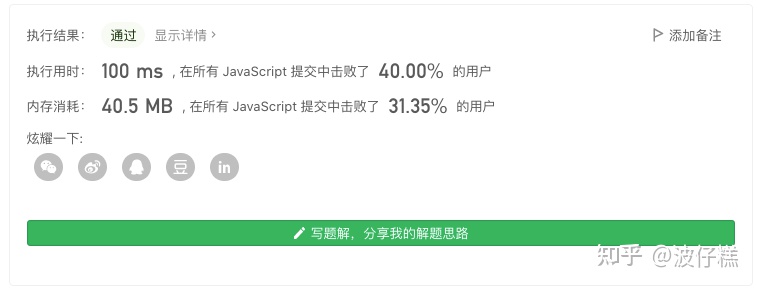 执行结果： 通过 显示详情 > 添加备注
执行用时： 100 ms , 在所有 JavaScript 提交中击败了 40.00% 的用户
内存消耗： 40.5 MB , 在所有 JavaScript 提交中击败了 31.35% 的用户
炫耀一下:
豆 in
写题解，分享我的解题思路
知乎 @波仔糕